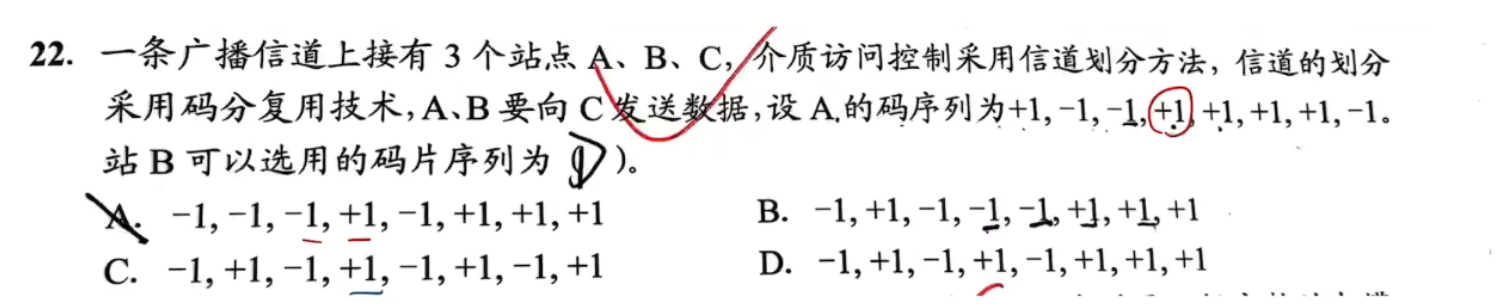 22. 一条广播信道上接有 3 个站点 A、B、C,介质访问控制采用信道划分方法,信道的划分
采用码分复用技术,A、B 要向 C 发送数据,设 A 的码序列为+1, −1, −1, +1, +1, +1, +1, −1。
站 B 可以选用的码片序列为 ( D )。
A. −1, −1, −1, +1, −1, +1, +1, +1 B. −1, +1, −1, −1, −1, +1, +1, +1
C. −1, +1, −1, +1, −1, +1, −1, +1 D. −1, +1, −1, +1, −1, +1, +1, +1